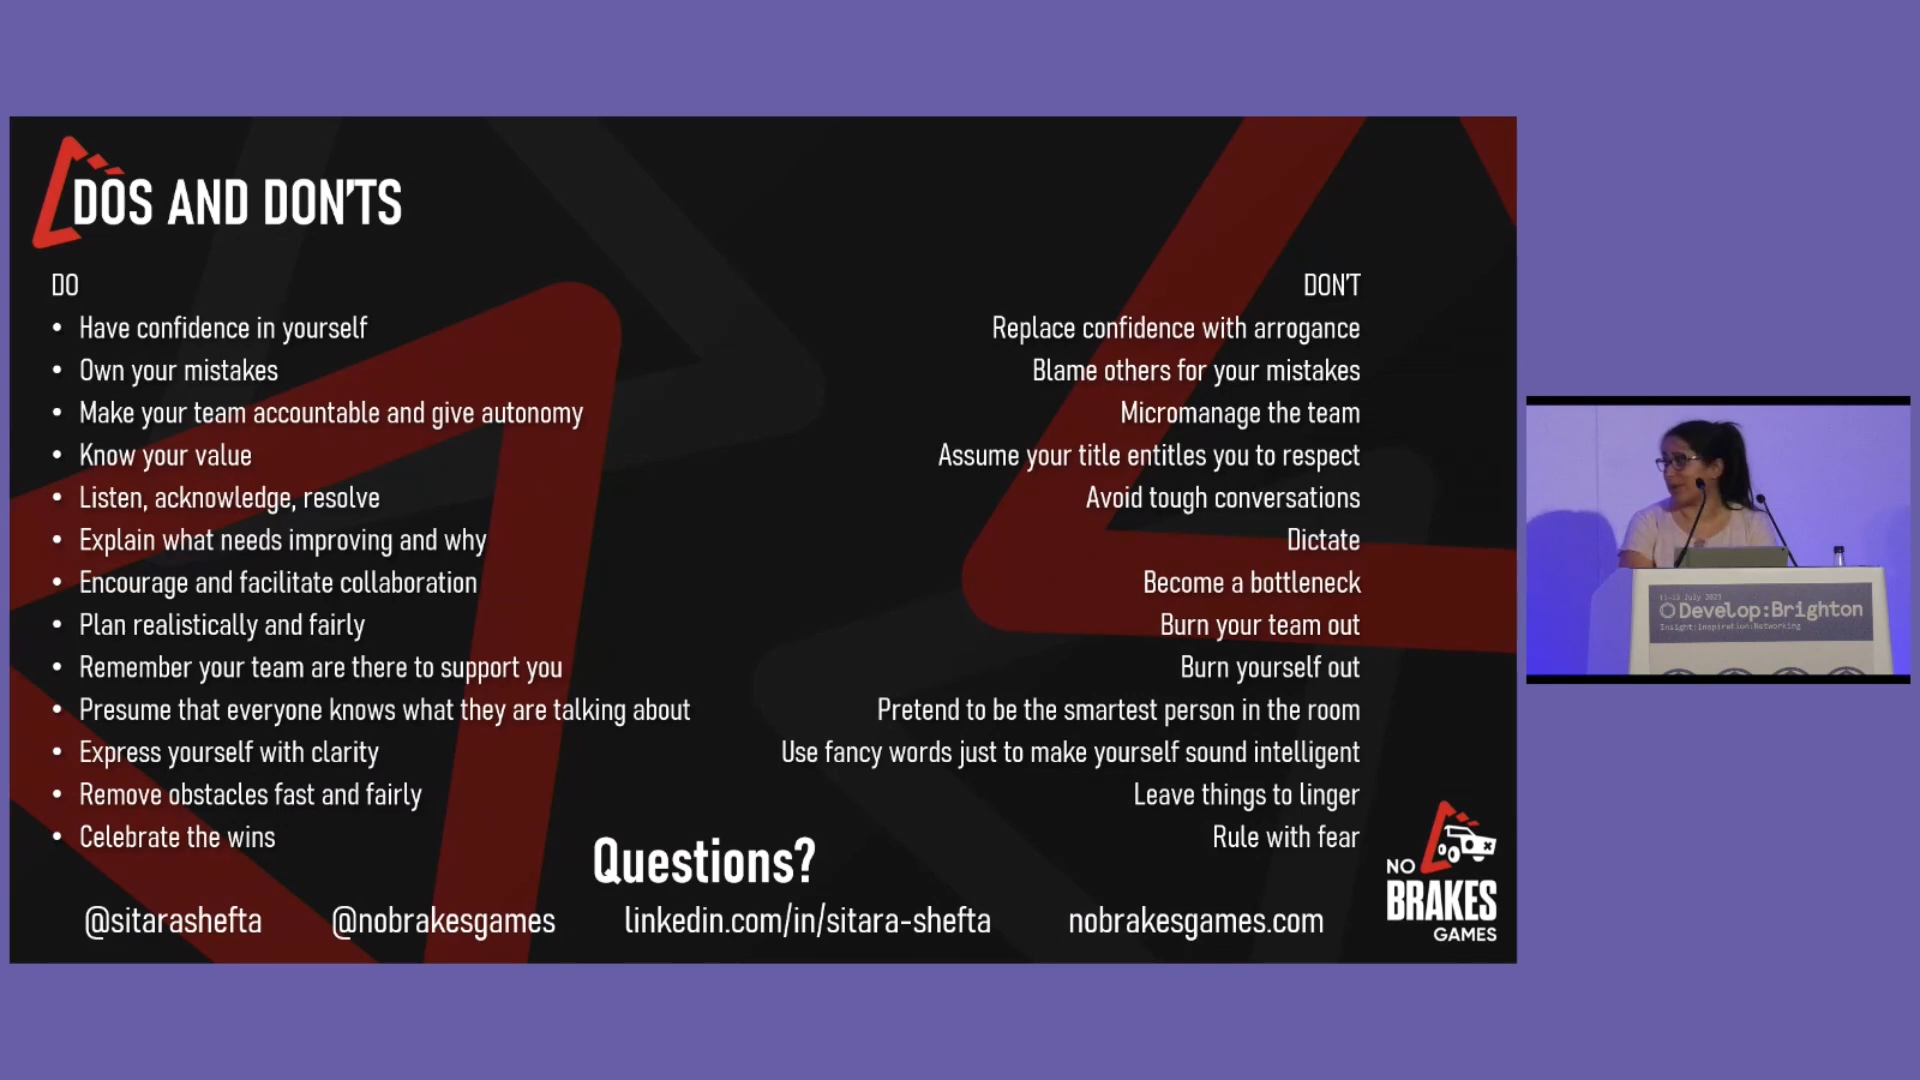 DOS AND DON'TS
DO
• Have confidence in yourself
• Own your mistakes
• Make your team accountable and give autonomy
• Know your value
• Listen, acknowledge, resolve
• Explain what needs improving and why
• Encourage and facilitate collaboration
• Plan realistically and fairly
• Remember your team are there to support you
• Presume that everyone knows what they are talking about
• Express yourself with clarity
• Remove obstacles fast and fairly
• Celebrate the wins
DON'T
Replace confidence with arrogance
Blame others for your mistakes
Micromanage the team
Assume your title entitles you to respect
Avoid tough conversations
Dictate
Become a bottleneck
Burn your team out
Burn yourself out
Pretend to be the smartest person in the room
Use fancy words just to make yourself sound intelligent
Leave things to linger
Rule with fear
Questions?
@sitarashefta
@nobrakesgames
linkedin.com/in/sitara-shefta
nobrakesgames.com
NO
BRAKES
GAMES
11-13 July 2023
Develop:Brighton
Insight:Inspiration:Networking